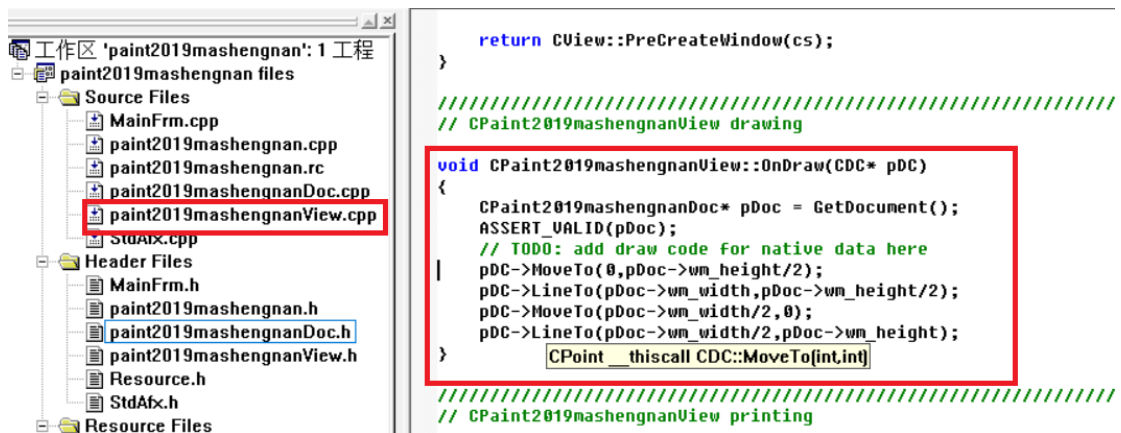 工作区 'paint2019mashengnan': 1 工程
paint2019mashengnan files
Source Files
MainFrm.cpp
paint2019mashengnan.cpp
paint2019mashengnan.rc
paint2019mashengnanDoc.cpp
paint2019mashengnanView.cpp
StdAfx.cpp
Header Files
MainFrm.h
paint2019mashengnan.h
paint2019mashengnanDoc.h
paint2019mashengnanView.h
Resource.h
StdAfx.h
Resource Files
return CView::PreCreateWindow(cs);
}
/////////////////////////////////////////////////////////////////
// CPaint2019mashengnanView drawing
void CPaint2019mashengnanView::OnDraw(CDC* pDC)
{
CPaint2019mashengnanDoc* pDoc = GetDocument();
ASSERT_VALID(pDoc);
// TODO: add draw code for native data here
pDC->MoveTo(0,pDoc->wm_height/2);
pDC->LineTo(pDoc->wm_width,pDoc->wm_height/2);
pDC->MoveTo(pDoc->wm_width/2,0);
pDC->LineTo(pDoc->wm_width/2,pDoc->wm_height);
}
CPoint __thiscall CDC::MoveTo(int,int)
/////////////////////////////////////////////////////////////////
// CPaint2019mashengnanView printing